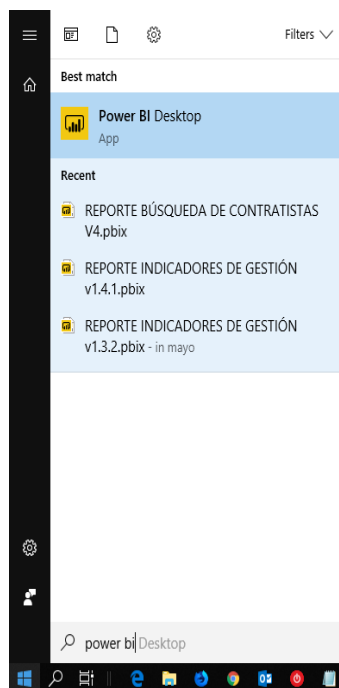 Filters
Best match
Power BI Desktop
App
Recent
REPORTE BÚSQUEDA DE CONTRATISTAS
V4.pbix
REPORTE INDICADORES DE GESTIÓN
v1.4.1.pbix
REPORTE INDICADORES DE GESTIÓN
v1.3.2.pbix - in mayo
power bi Desktop